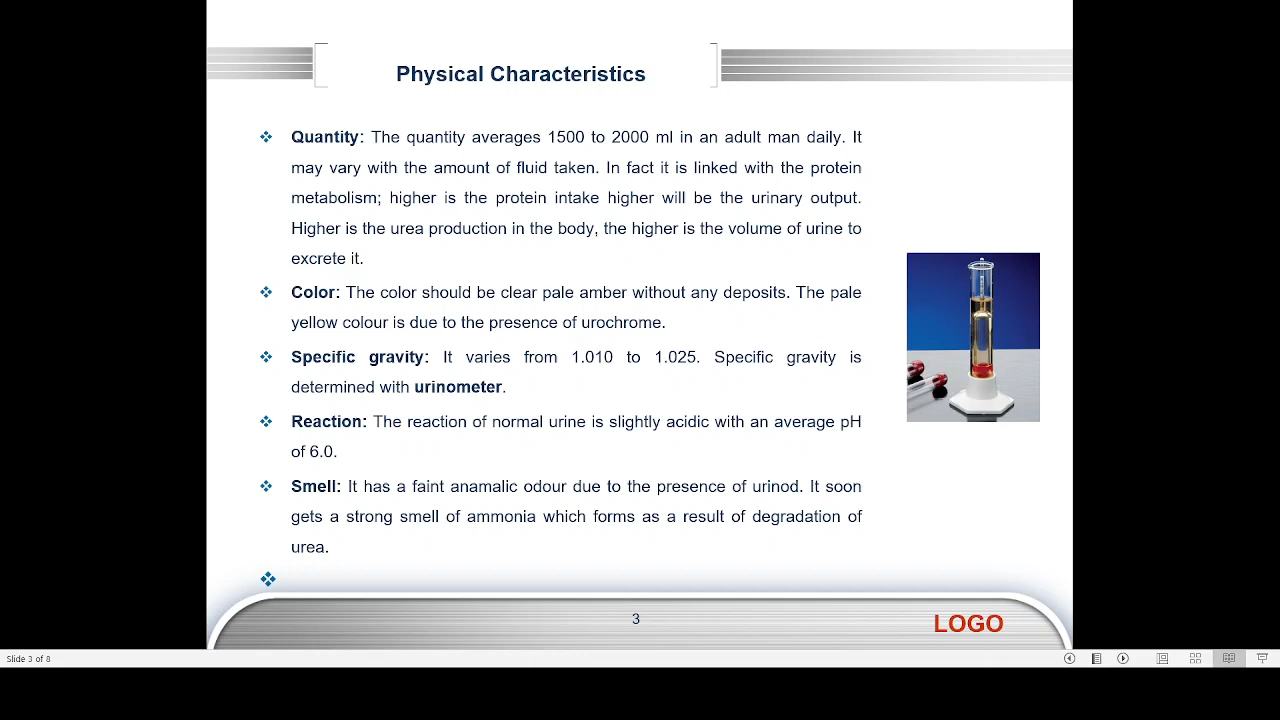 Physical Characteristics
Quantity: The quantity averages 1500 to 2000 ml in an adult man daily. It
may vary with the amount of fluid taken. In fact it is linked with the protein
metabolism; higher is the protein intake higher will be the urinary output.
Higher is the urea production in the body, the higher is the volume of urine to
excrete it.
Color: The color should be clear pale amber without any deposits. The pale
yellow colour is due to the presence of urochrome.
Specific gravity: It varies from 1.010 to 1.025. Specific gravity is
determined with urinometer.
Reaction: The reaction of normal urine is slightly acidic with an average pH
of 6.0.
Smell: It has a faint anamalic odour due to the presence of urinod. It soon
gets a strong smell of ammonia which forms as a result of degradation of
urea.
3
LOGO
Slide 3 of 8